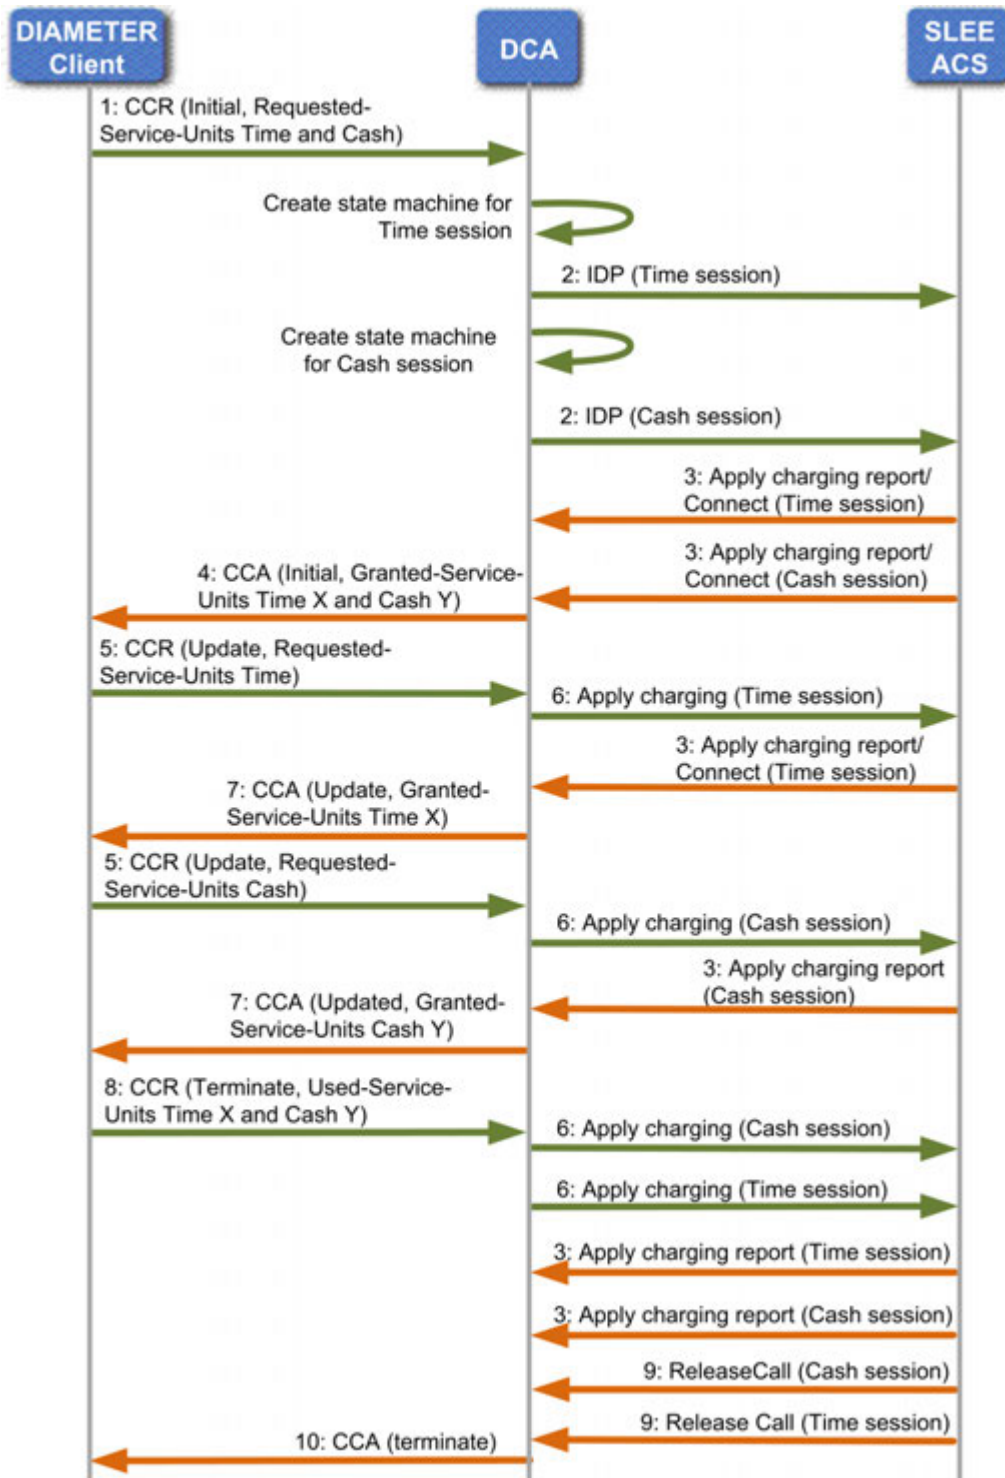 DIAMETER
Client
DCA
SLEE
ACS
1: CCR (Initial, Requested-
Service-Units Time and Cash)
Create state machine for
Time session
2: IDP (Time session)
Create state machine
for Cash session
2: IDP (Cash session)
3: Apply charging report/
Connect (Time session)
3: Apply charging report/
Connect (Cash session)
4: CCA (Initial, Granted-Service-
Units Time X and Cash Y)
5: CCR (Update, Requested-
Service-Units Time)
6: Apply charging (Time session)
3: Apply charging report/
Connect (Time session)
7: CCA (Update, Granted-
Service-Units Time X)
5: CCR (Update, Requested-
Service-Units Cash)
6: Apply charging (Cash session)
3: Apply charging report
(Cash session)
7: CCA (Updated, Granted-
Service-Units Cash Y)
8: CCR (Terminate, Used-Service-
Units Time X and Cash Y)
6: Apply charging (Cash session)
6: Apply charging (Time session)
3: Apply charging report (Time session)
3: Apply charging report (Cash session)
9: ReleaseCall (Cash session)
9: Release Call (Time session)
10: CCA (terminate)